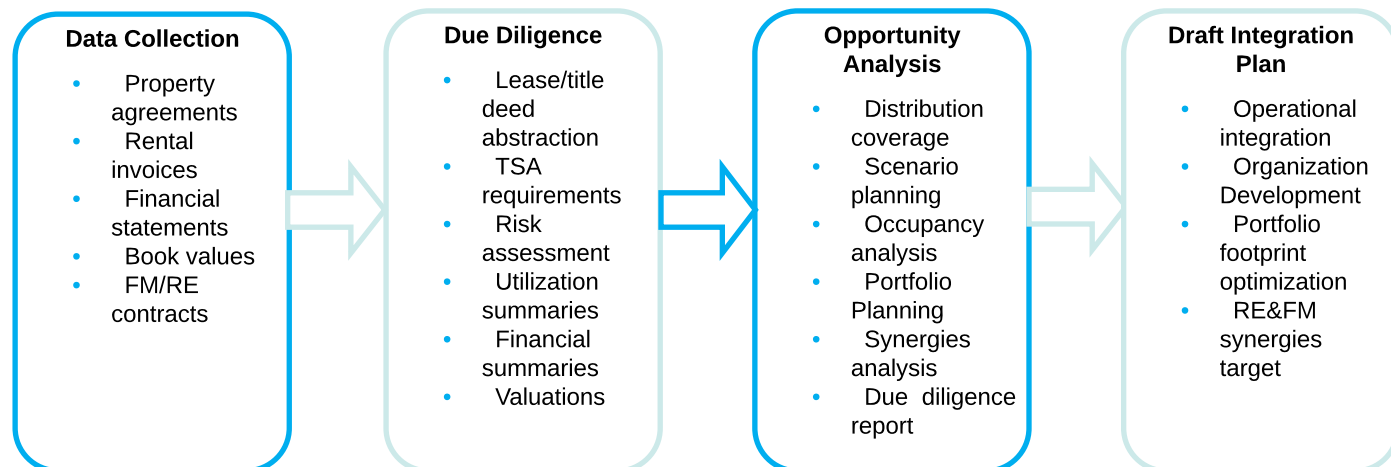 Data Collection
• Property
agreements
• Rental
invoices
• Financial
statements
• Book values
• FM/RE
contracts
Due Diligence
• Lease/title
deed
abstraction
• TSA
requirements
• Risk
assessment
• Utilization
summaries
• Financial
summaries
• Valuations
Opportunity
Analysis
• Distribution
coverage
• Scenario
planning
• Occupancy
analysis
• Portfolio
Planning
• Synergies
analysis
• Due diligence
report
Draft Integration
Plan
• Operational
integration
• Organization
Development
• Portfolio
footprint
optimization
• RE&FM
synergies
target